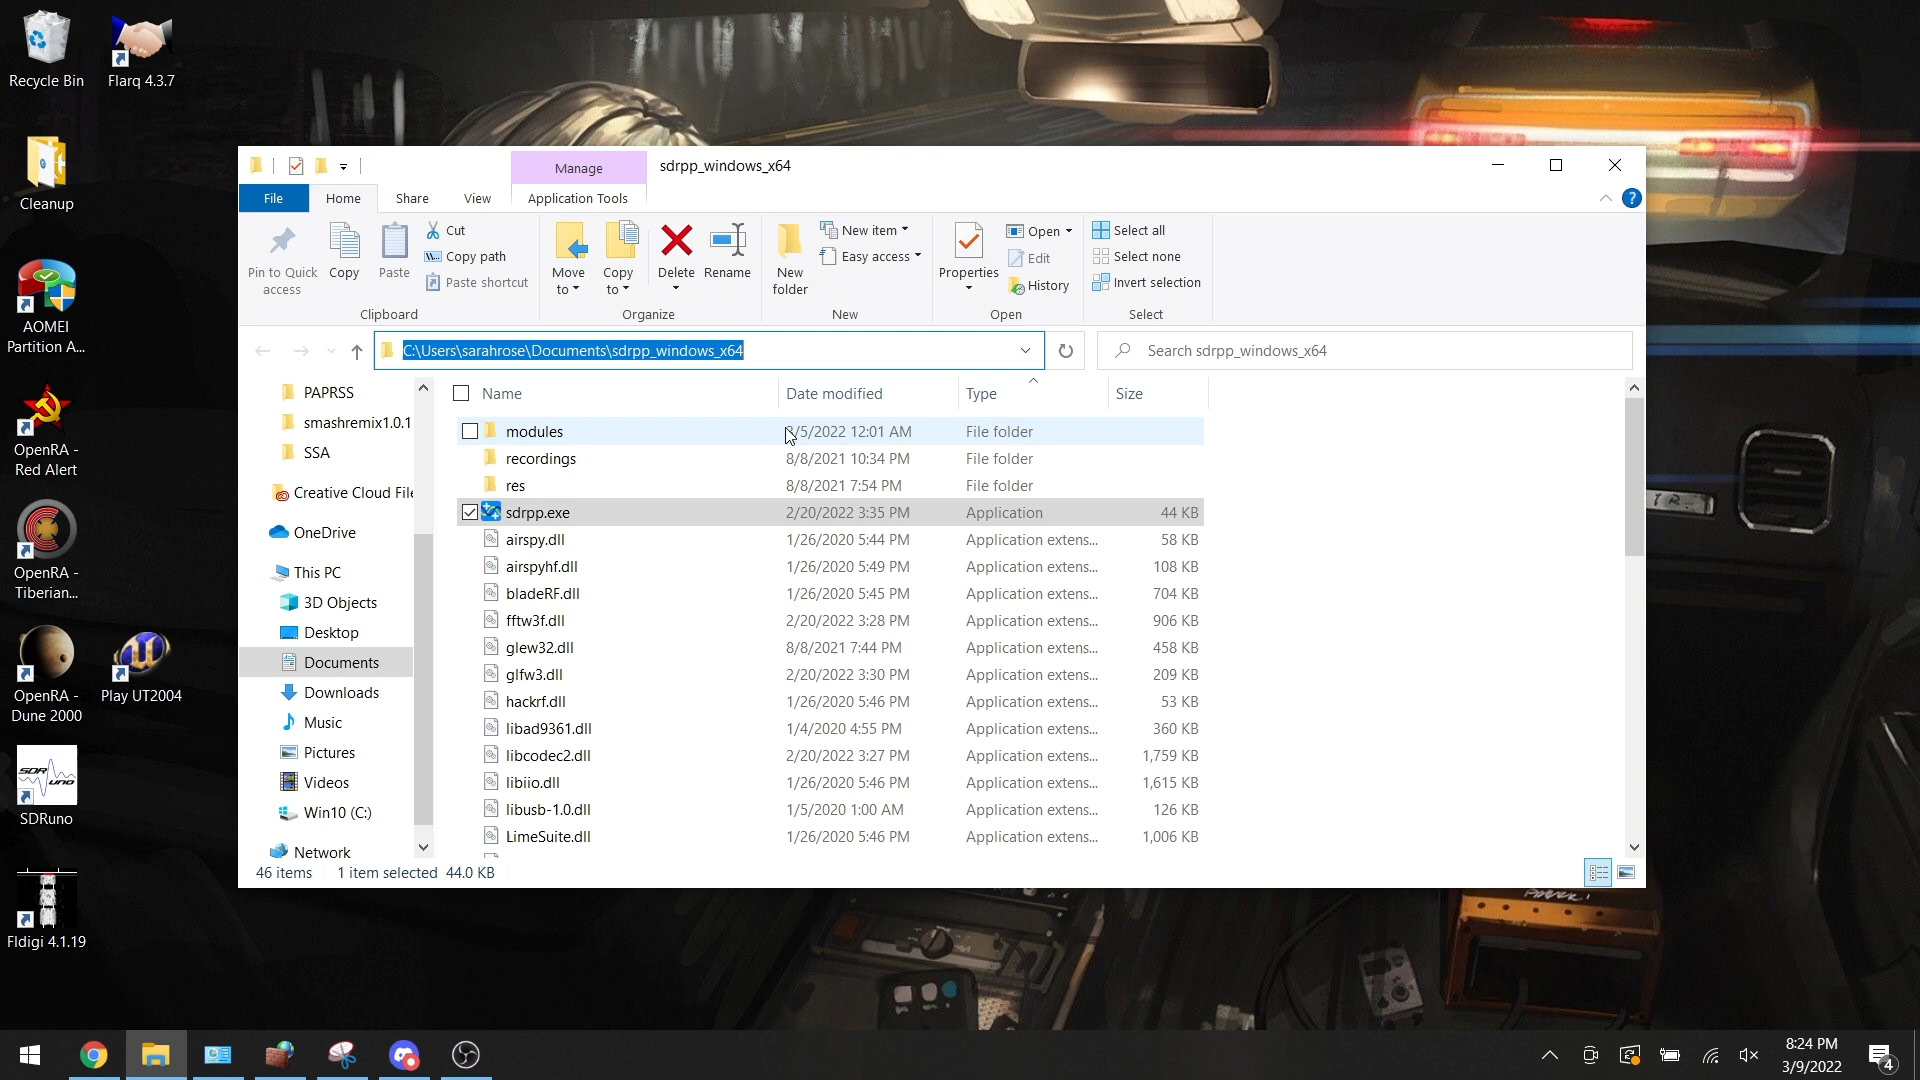 Recycle Bin
Flarq 4.3.7
Cleanup
AOMEI
Partition A...
OpenRA -
Red Alert
OpenRA -
Tiberian...
OpenRA -
Dune 2000
Play UT2004
SDR uno
SDRuno
Fldigi 4.1.19
Manage
sdrpp_windows_x64
File
Home
Share
View
Application Tools
Pin to Quick
access
Copy
Paste
Cut
Copy path
Paste shortcut
Clipboard
Move
to
Copy
to
Delete
Rename
Organize
New
folder
New item
Easy access
New
Properties
Open
Edit
History
Open
Select all
Select none
Invert selection
Select
C:\Users\sarahrose\Documents\sdrpp_windows_x64
Search sdrpp_windows_x64
PAPRSS
smashremix1.0.1
SSA
Creative Cloud File
OneDrive
This PC
3D Objects
Desktop
Documents
Downloads
Music
Pictures
Videos
Win10 (C:)
Network
Name Date modified Type Size
modules /5/2022 12:01 AM File folder
recordings 8/8/2021 10:34 PM File folder
res 8/8/2021 7:54 PM File folder
sdrpp.exe 2/20/2022 3:35 PM Application 44 KB
airspy.dll 1/26/2020 5:44 PM Application extens... 58 KB
airspyhf.dll 1/26/2020 5:49 PM Application extens... 108 KB
bladeRF.dll 1/26/2020 5:45 PM Application extens... 704 KB
fftw3f.dll 2/20/2022 3:28 PM Application extens... 906 KB
glew32.dll 8/8/2021 7:44 PM Application extens... 458 KB
glfw3.dll 2/20/2022 3:30 PM Application extens... 209 KB
hackrf.dll 1/26/2020 5:46 PM Application extens... 53 KB
libad9361.dll 1/4/2020 4:55 PM Application extens... 360 KB
libcodec2.dll 2/20/2022 3:27 PM Application extens... 1,759 KB
libiio.dll 1/26/2020 5:46 PM Application extens... 1,615 KB
libusb-1.0.dll 1/5/2020 1:00 AM Application extens... 126 KB
LimeSuite.dll 1/26/2020 5:46 PM Application extens... 1,006 KB
46 items 1 item selected 44.0 KB
8:24 PM
3/9/2022
4